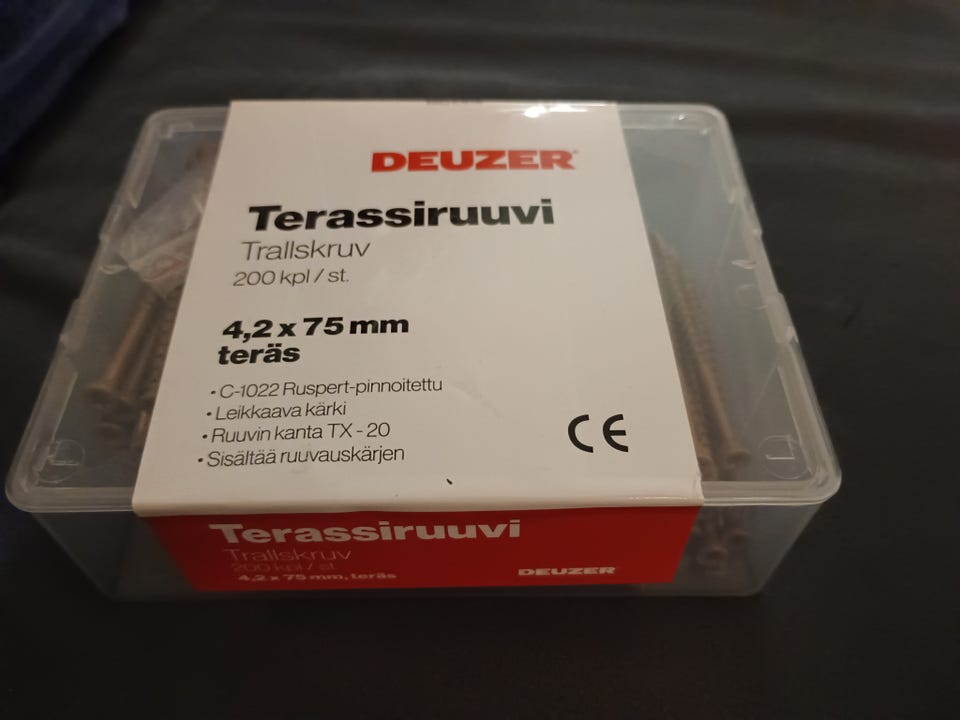 DEUZER
Terassiruuvi
Trallskruv
200 kpl / st.
4,2 x 75 mm
teräs
• C-1022 Ruspert-pinnoitettu
• Leikkaava kärki
• Ruuvin kanta TX - 20
• Sisältää ruuvauskärjen
CE
Terassiruuvi
Trallskruv
200 kpl / st.
4,2 x 75 mm, teräs
DEUZER